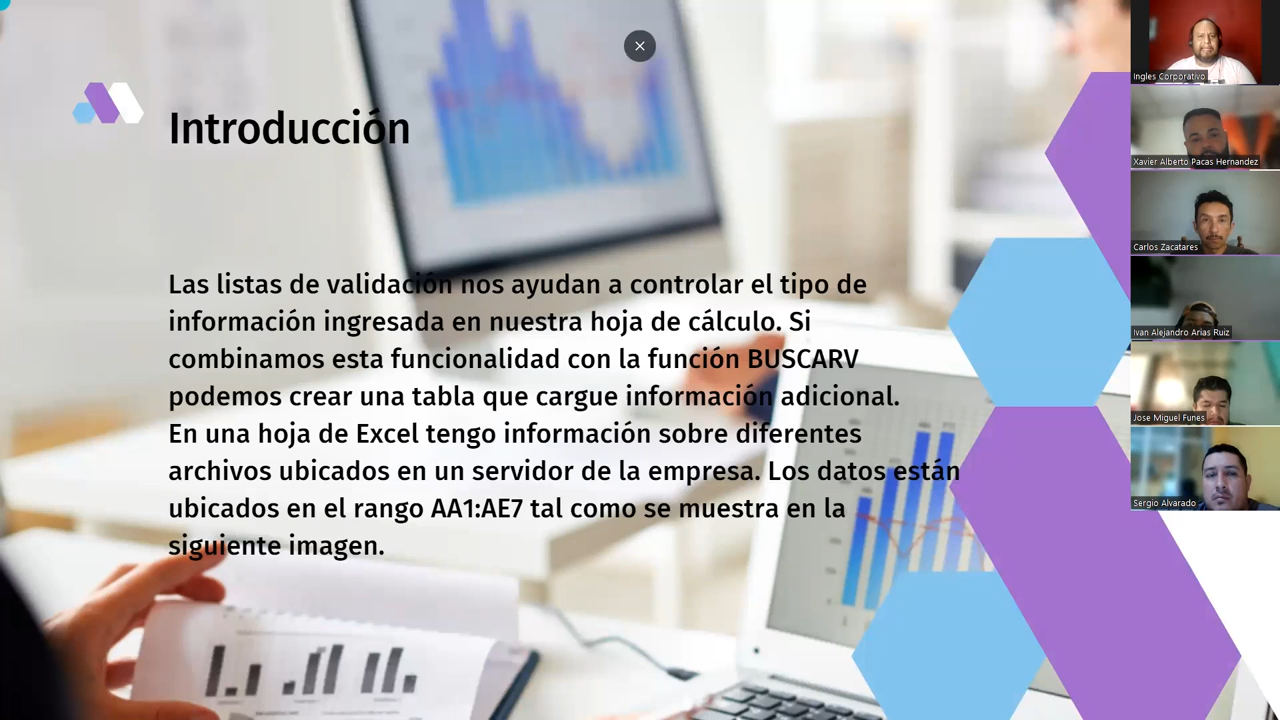 Introducción
Las listas de validación nos ayudan a controlar el tipo de
información ingresada en nuestra hoja de cálculo. Si
combinamos esta funcionalidad con la función BUSCARV
podemos crear una tabla que cargue información adicional.
En una hoja de Excel tengo información sobre diferentes
archivos ubicados en un servidor de la empresa. Los datos están
ubicados en el rango AA1:AE7 tal como se muestra en la
siguiente imagen.
Ingles Corporativo
Xavier Alberto Pacas Hernandez
Carlos Zacatares
Ivan Alejandro Arias Ruiz
Jose Miguel Funes
Sergio Alvarado